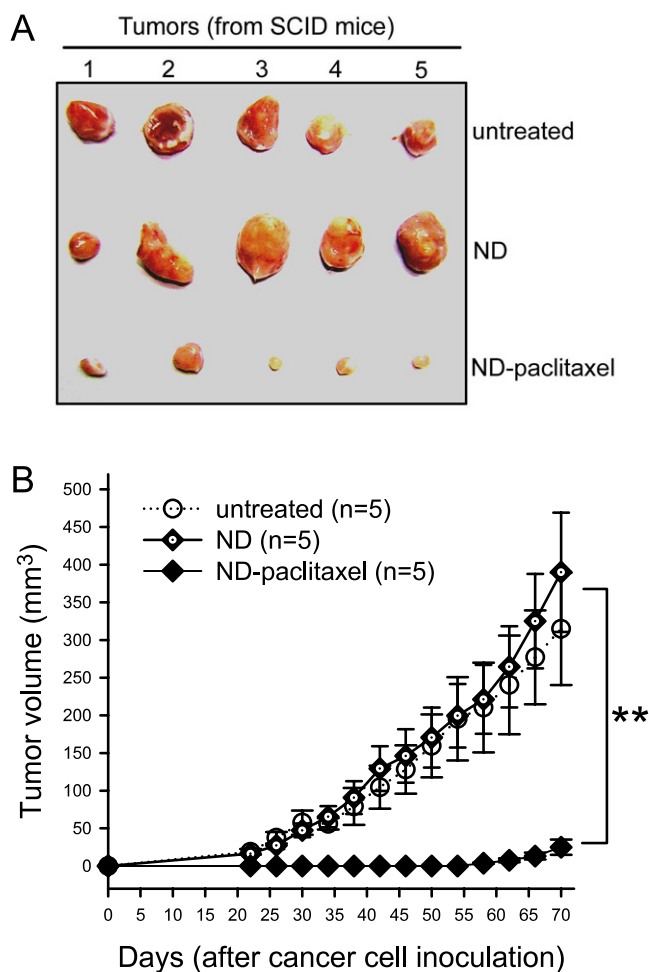 A
Tumors (from SCID mice)
1 2 3 4 5
untreated
ND
ND-paclitaxel
B
untreated (n=5)
ND (n=5)
ND-paclitaxel (n=5)
Tumor volume (mm³)
500
450
400
350
300
250
200
150
100
50
0
**
0 5 10 15 20 25 30 35 40 45 50 55 60 65 70
Days (after cancer cell inoculation)